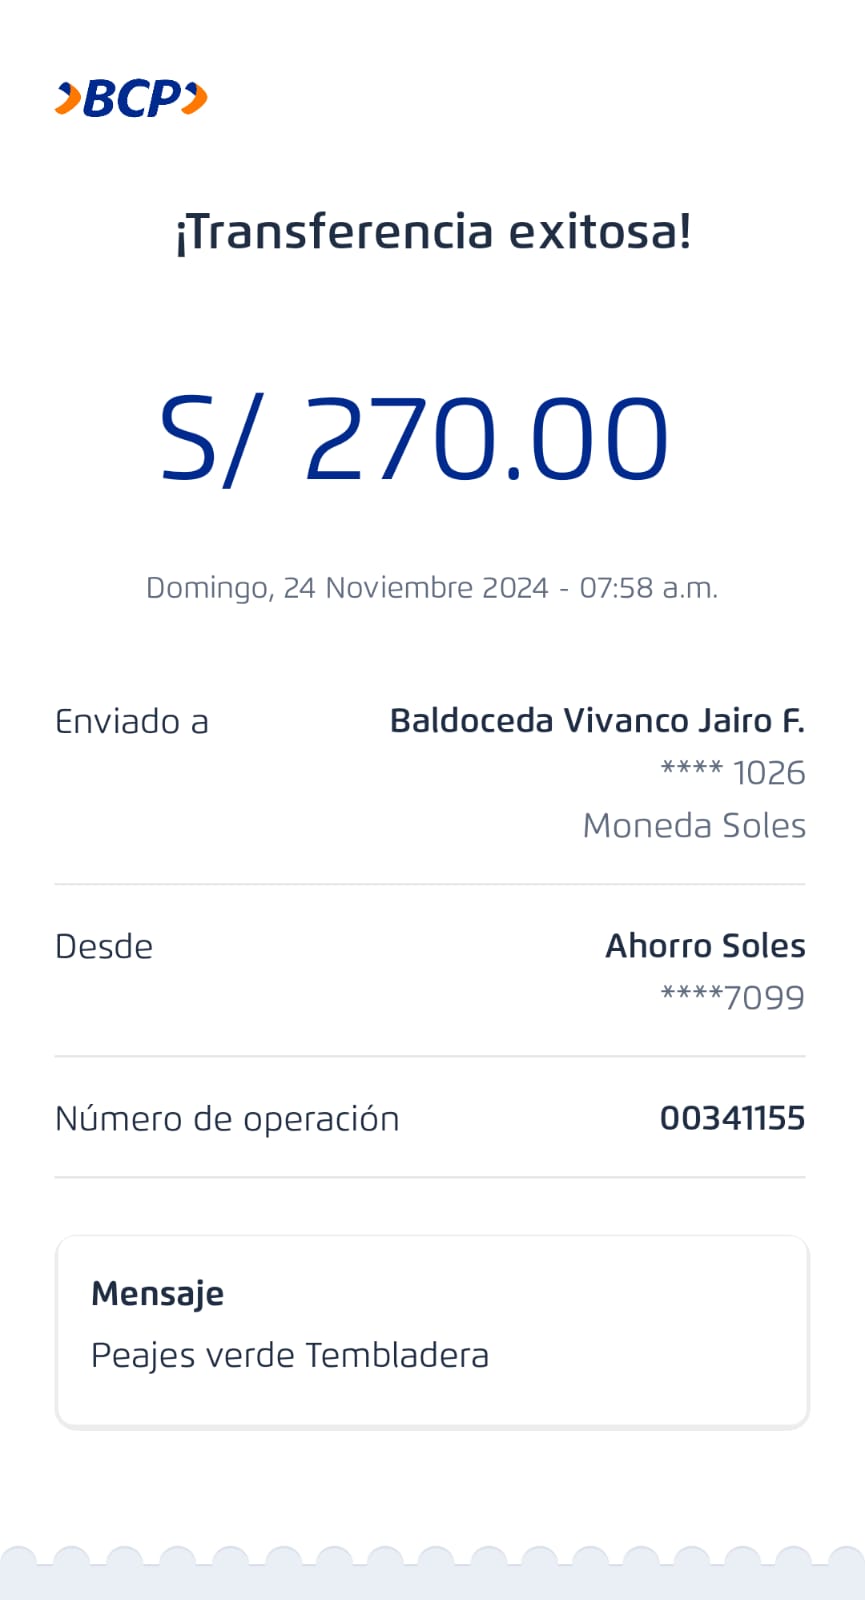 BCP
¡Transferencia exitosa!
S/ 270.00
Domingo, 24 Noviembre 2024 - 07:58 a.m.
Enviado a Baldoceda Vivanco Jairo F.
**** 1026
Moneda Soles
Desde Ahorro Soles
****7099
Número de operación 00341155
Mensaje
Peajes verde Tembladera